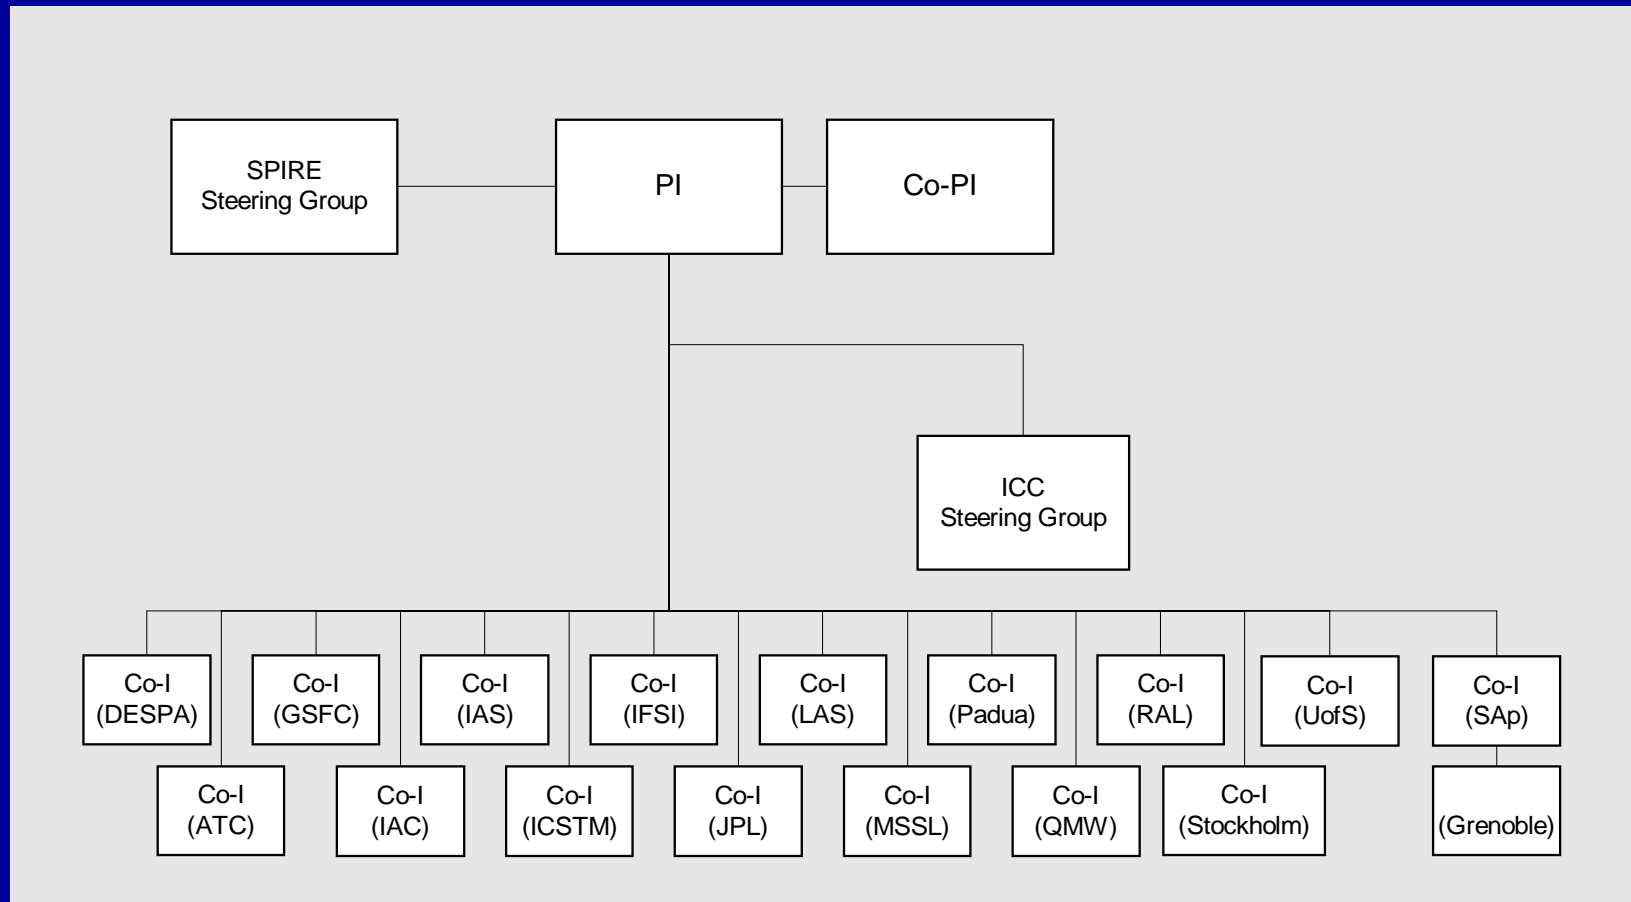 SPIRE
Steering Group
PI
Co-PI
ICC
Steering Group
Co-I
(DESPA)
Co-I
(GSFC)
Co-I
(IAS)
Co-I
(IFSI)
Co-I
(LAS)
Co-I
(Padua)
Co-I
(RAL)
Co-I
(UofS)
Co-I
(SAp)
Co-I
(ATC)
Co-I
(IAC)
Co-I
(ICSTM)
Co-I
(JPL)
Co-I
(MSSL)
Co-I
(QMW)
Co-I
(Stockholm)
(Grenoble)